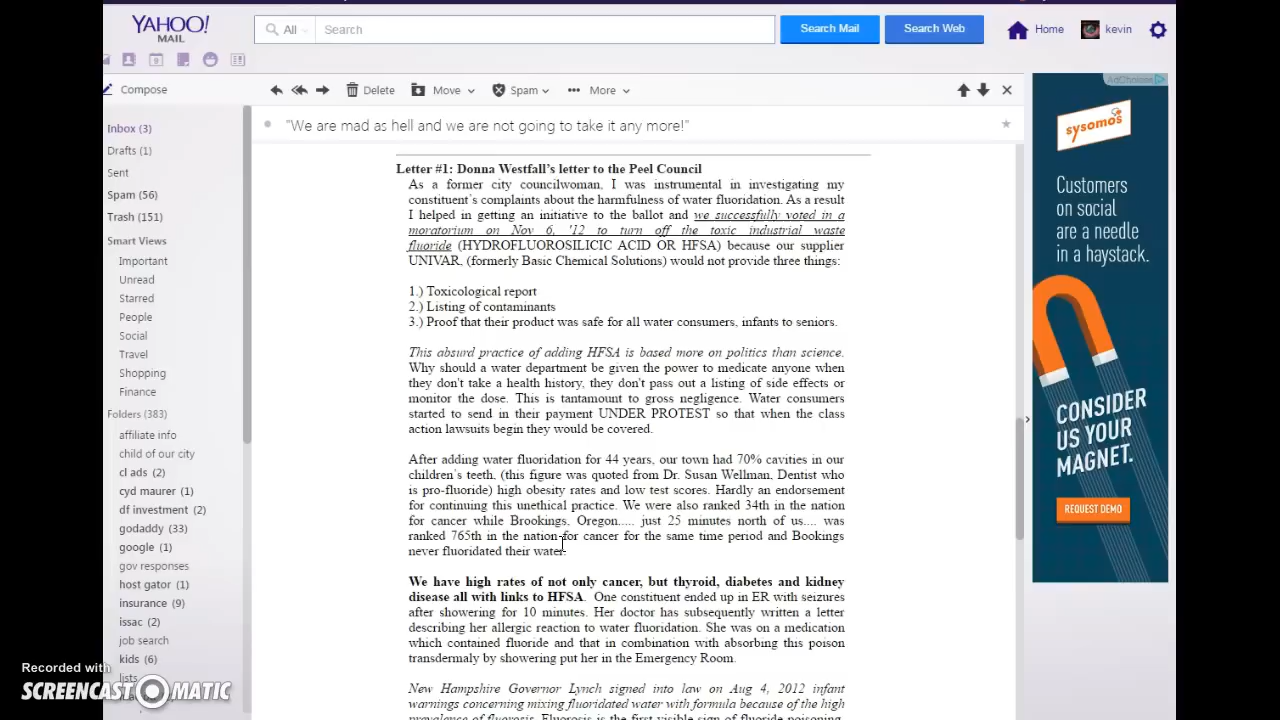 YAHOO!
MAIL
All
Search
Search Mail
Search Web
Home
kevin
Compose
Delete
Move
Spam
More
AdChoices
Inbox (3)
Drafts (1)
Sent
Spam (56)
Trash (151)
Smart Views
Important
Unread
Starred
People
Social
Travel
Shopping
Finance
Folders (383)
affiliate info
child of our city
cl ads (2)
cyd maurer (1)
df investment (2)
godaddy (33)
google (1)
gov responses
host gator (1)
insurance (9)
issac (2)
job search
kids (6)
lists
"We are mad as hell and we are not going to take it any more!"
Letter #1: Donna Westfall's letter to the Peel Council
As a former city councilwoman, I was instrumental in investigating my
constituent's complaints about the harmfulness of water fluoridation. As a result
I helped in getting an initiative to the ballot and we successfully voted in a
moratorium on Nov 6, '12 to turn off the toxic industrial waste
fluoride (HYDROFLUOROSILICIC ACID OR HFSA) because our supplier
UNIVAR, (formerly Basic Chemical Solutions) would not provide three things:
1.) Toxicological report
2.) Listing of contaminants
3.) Proof that their product was safe for all water consumers, infants to seniors.
This absurd practice of adding HFSA is based more on politics than science.
Why should a water department be given the power to medicate anyone when
they don't take a health history, they don't pass out a listing of side effects or
monitor the dose. This is tantamount to gross negligence. Water consumers
started to send in their payment UNDER PROTEST so that when the class
action lawsuits begin they would be covered.
After adding water fluoridation for 44 years, our town had 70% cavities in our
children's teeth, (this figure was quoted from Dr. Susan Wellman, Dentist who
is pro-fluoride) high obesity rates and low test scores. Hardly an endorsement
for continuing this unethical practice. We were also ranked 34th in the nation
for cancer while Brookings, Oregon..... just 25 minutes north of us.... was
ranked 765th in the nation for cancer for the same time period and Bookings
never fluoridated their water.
We have high rates of not only cancer, but thyroid, diabetes and kidney
disease all with links to HFSA. One constituent ended up in ER with seizures
after showering for 10 minutes. Her doctor has subsequently written a letter
describing her allergic reaction to water fluoridation. She was on a medication
which contained fluoride and that in combination with absorbing this poison
transdermaly by showering put her in the Emergency Room.
New Hampshire Governor Lynch signed into law on Aug 4, 2012 infant
warnings concerning mixing fluoridated water with formula because of the high
prevalence of fluorosis. Fluorosis is the first visible sign of fluoride poisoning.
sysomos
Customers
on social
are a needle
in a haystack.
CONSIDER
US YOUR
MAGNET.
REQUEST DEMO
Recorded with
SCREENCAST MATIC